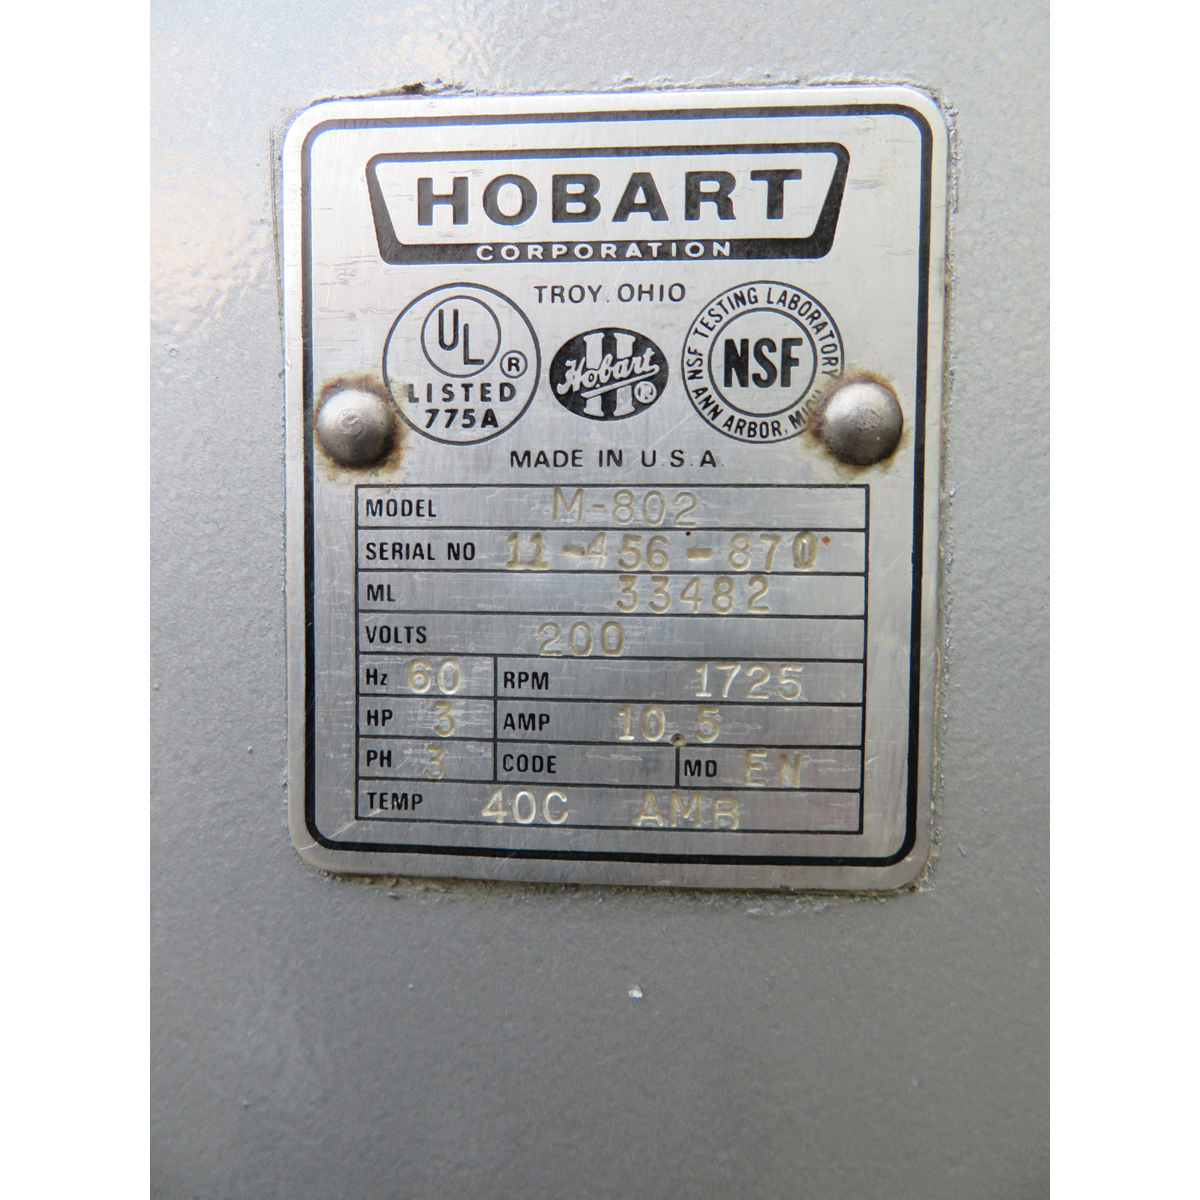 HOBART
CORPORATION
TROY, OHIO
UL
®
LISTED
775A
Hobart
®
NSF TESTING LABORATORY
NSF
ANN ARBOR, MICH
MADE IN U.S.A.
MODEL M-802
SERIAL NO 11-456-870
ML 33482
VOLTS 200
Hz 60 RPM 1725
HP 3 AMP 10.5
PH 3 CODE MD EN
TEMP 40C AMB